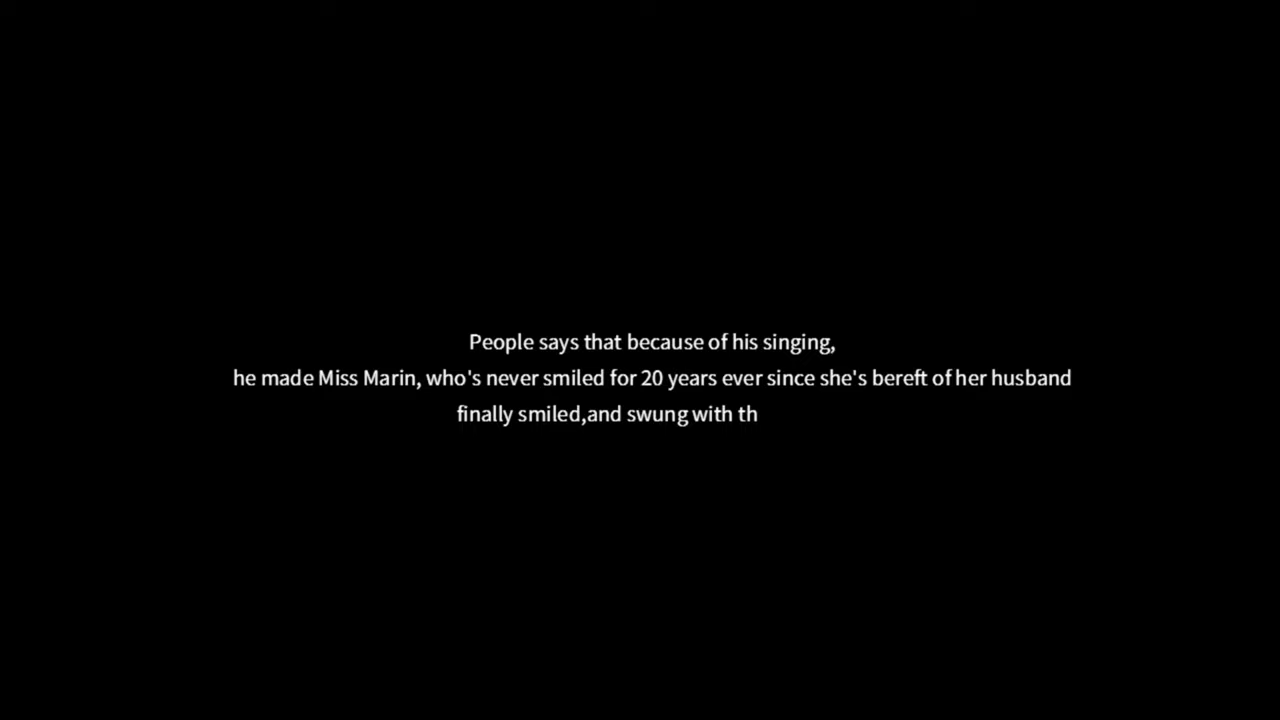 People says that because of his singing,
he made Miss Marin, who's never smiled for 20 years ever since she's bereft of her husband
finally smiled,and swung with th